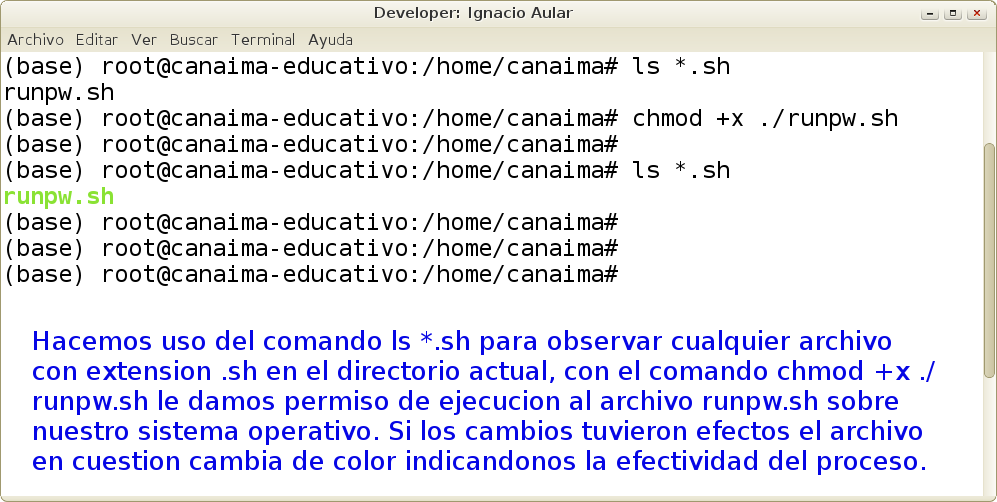 Developer: Ignacio Aular
Archivo Editar Ver Buscar Terminal Ayuda
(base) root@canaima-educativo:/home/canaima# ls *.sh
runpw.sh
(base) root@canaima-educativo:/home/canaima# chmod +x ./runpw.sh
(base) root@canaima-educativo:/home/canaima#
(base) root@canaima-educativo:/home/canaima# ls *.sh
runpw.sh
(base) root@canaima-educativo:/home/canaima#
(base) root@canaima-educativo:/home/canaima#
(base) root@canaima-educativo:/home/canaima#
Hacemos uso del comando ls *.sh para observar cualquier archivo
con extension .sh en el directorio actual, con el comando chmod +x ./
runpw.sh le damos permiso de ejecucion al archivo runpw.sh sobre
nuestro sistema operativo. Si los cambios tuvieron efectos el archivo
en cuestion cambia de color indicandonos la efectividad del proceso.